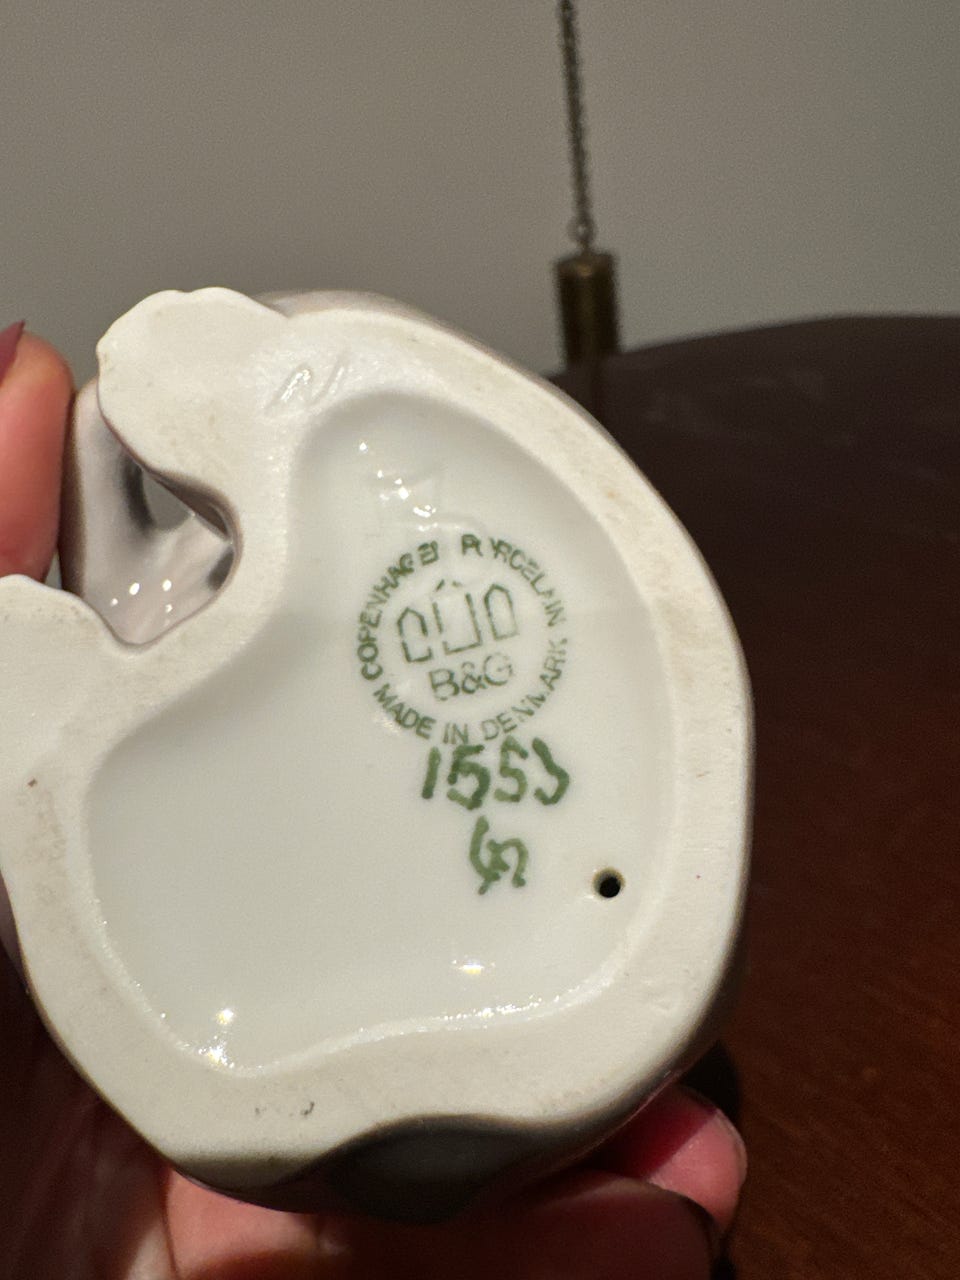 COPENHAGEN PORCELAIN
B&G
MADE IN DENMARK
1553